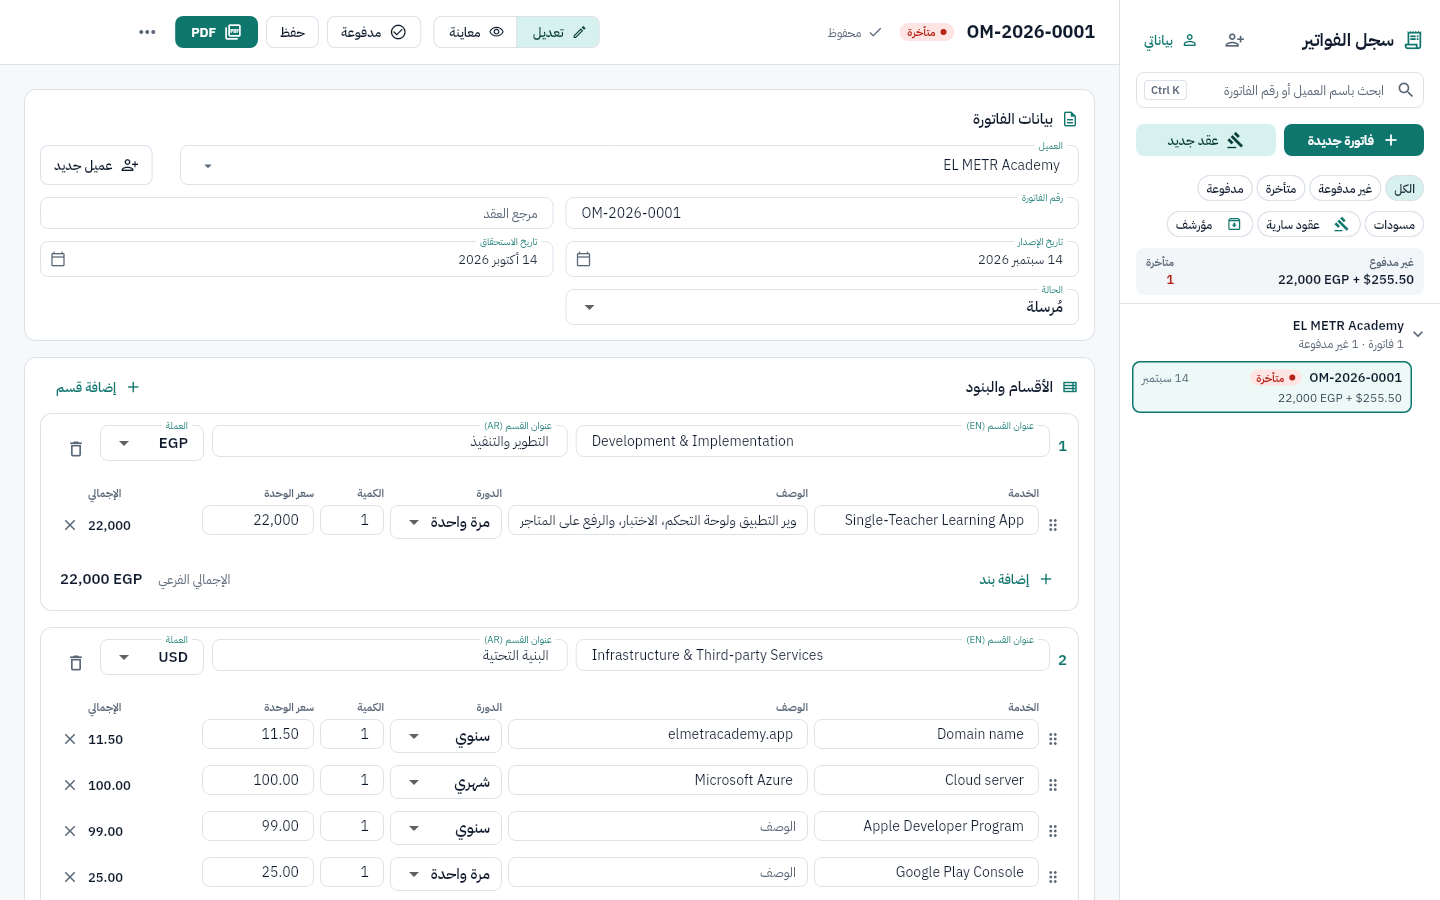 سجل الفواتير
بياناتي
ابحث باسم العميل أو رقم الفاتورة
Ctrl K
فاتورة جديدة
عقد جديد
الكل
غير مدفوعة
متأخرة
مدفوعة
مسودات
عقود سارية
مؤرشف
غير مدفوع
متأخرة
22,000 EGP + $255.50
1
EL METR Academy
1 فاتورة · 1 غير مدفوعة
OM-2026-0001
متأخرة
14 سبتمبر
22,000 EGP + $255.50
OM-2026-0001
متأخرة
محفوظ
تعديل
معاينة
مدفوعة
حفظ
PDF
بيانات الفاتورة
العميل
EL METR Academy
عميل جديد
رقم الفاتورة
OM-2026-0001
مرجع العقد
تاريخ الإصدار
14 سبتمبر 2026
تاريخ الاستحقاق
14 أكتوبر 2026
الحالة
مُرسلة
الأقسام والبنود
إضافة قسم
1
عنوان القسم (EN)
Development & Implementation
عنوان القسم (AR)
التطوير والتنفيذ
العملة
EGP
الخدمة
الوصف
الدورة
الكمية
سعر الوحدة
الإجمالي
Single-Teacher Learning App
وير التطبيق ولوحة التحكم، الاختبار، والرفع على المتاجر
مرة واحدة
1
22,000
22,000
إضافة بند
الإجمالي الفرعي
22,000 EGP
2
عنوان القسم (EN)
Infrastructure & Third-party Services
عنوان القسم (AR)
البنية التحتية
العملة
USD
الخدمة
الوصف
الدورة
الكمية
سعر الوحدة
الإجمالي
Domain name
elmetracademy.app
سنوي
1
11.50
11.50
Cloud server
Microsoft Azure
شهري
1
100.00
100.00
Apple Developer Program
الوصف
سنوي
1
99.00
99.00
Google Play Console
الوصف
مرة واحدة
1
25.00
25.00